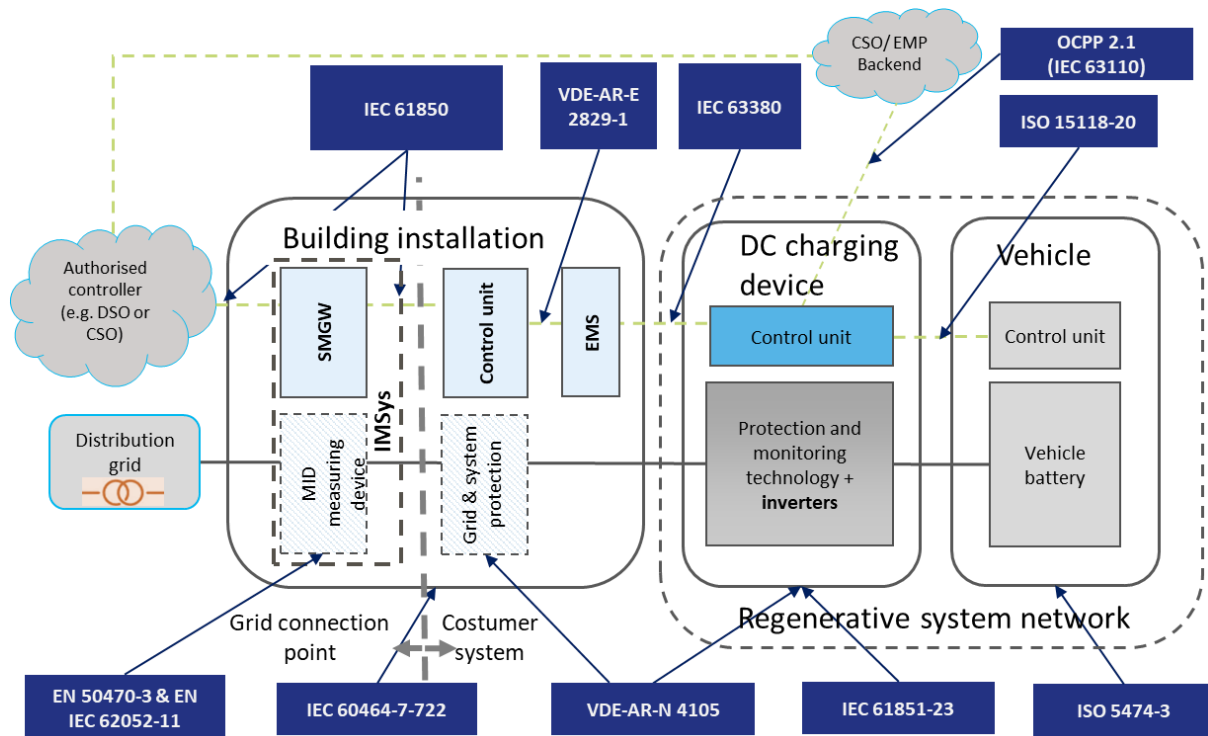 CSO/ EMP
Backend
OCPP 2.1
(IEC 63110)
IEC 61850
VDE-AR-E
2829-1
IEC 63380
ISO 15118-20
Authorised
controller
(e.g. DSO or
CSO)
Building installation
DC charging
device
Vehicle
SMGW
Control unit
EMS
Control unit
Control unit
IMSys
Distribution
grid
MID
measuring
device
Grid & system
protection
Protection and
monitoring
technology +
inverters
Vehicle
battery
Grid connection
point
Costumer
system
Regenerative system network
EN 50470-3 & EN
IEC 62052-11
IEC 60464-7-722
VDE-AR-N 4105
IEC 61851-23
ISO 5474-3